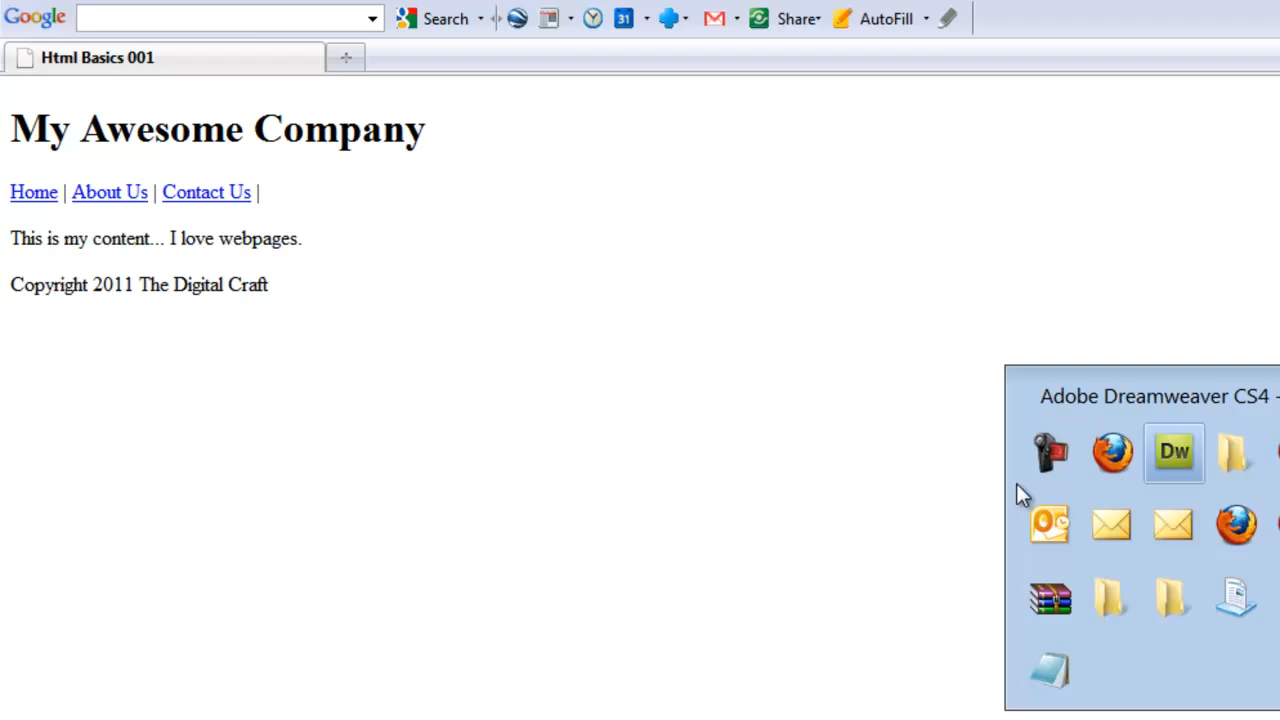 Google Search 31 Share AutoFill
Html Basics 001
My Awesome Company
Home | About Us | Contact Us |
This is my content... I love webpages.
Copyright 2011 The Digital Craft
Adobe Dreamweaver CS4 -
Dw